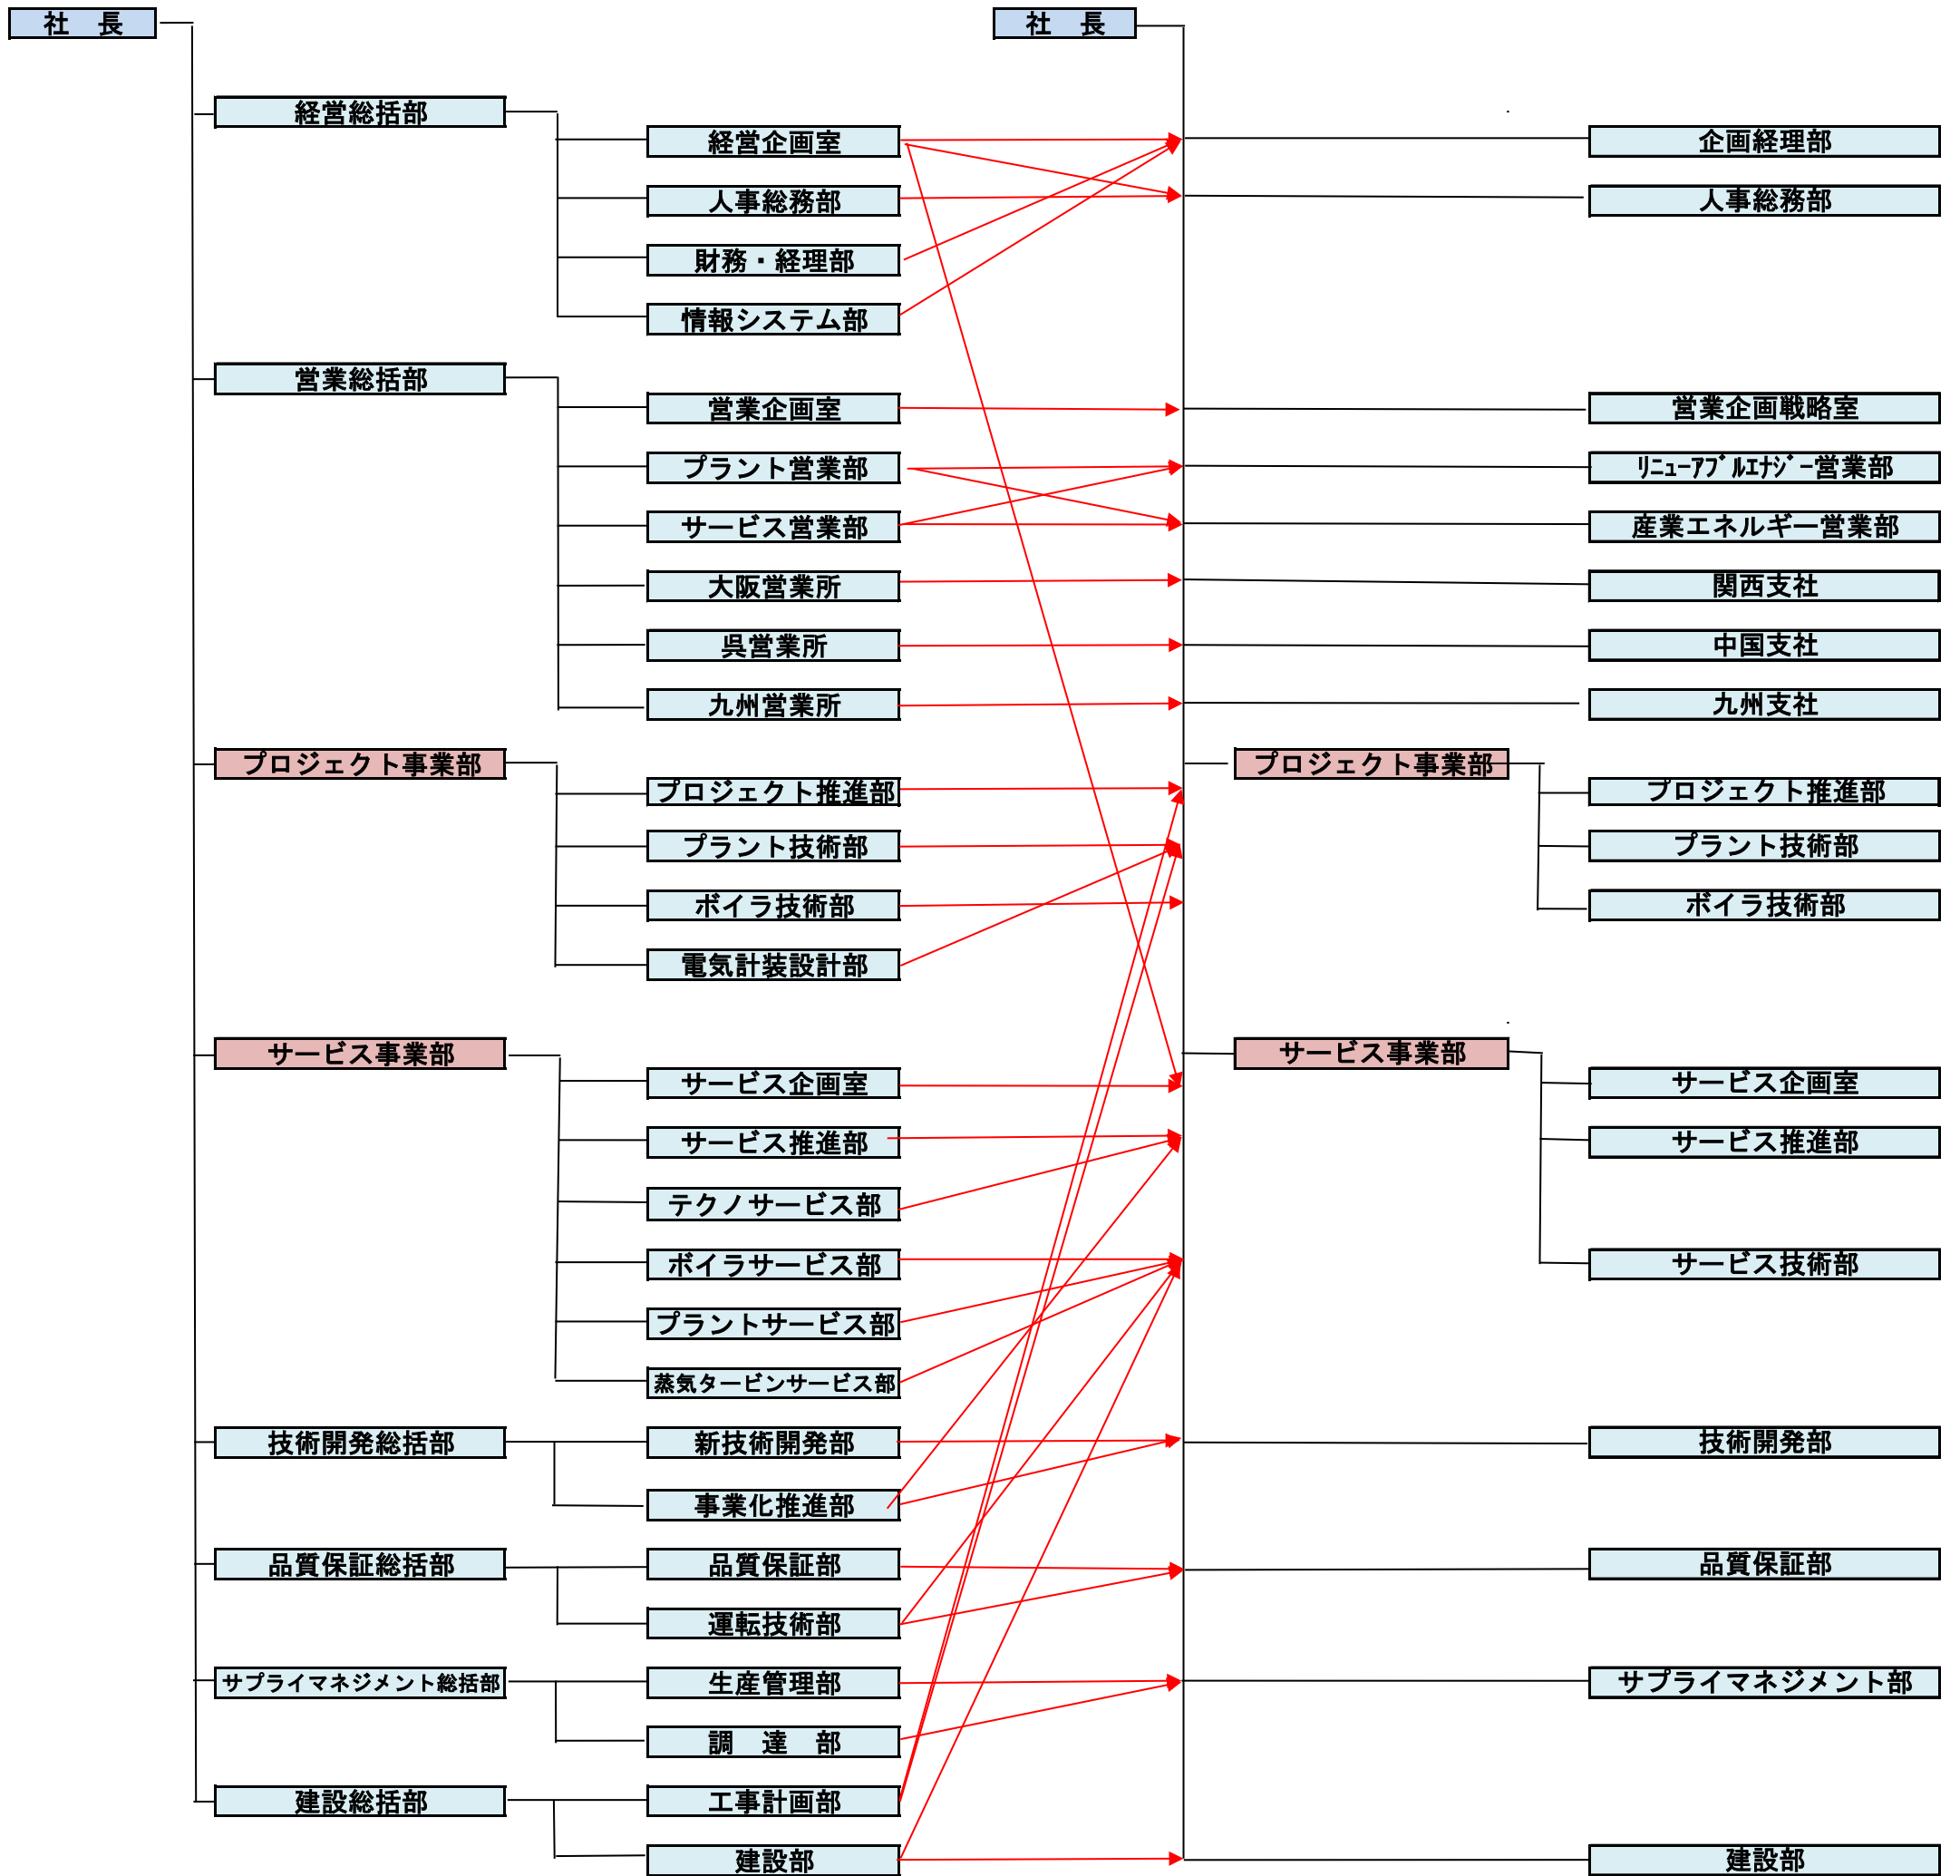 社　長
経営総括部
経営企画室
人事総務部
財務・経理部
情報システム部
営業総括部
営業企画室
プラント営業部
サービス営業部
大阪営業所
呉営業所
九州営業所
プロジェクト事業部
プロジェクト推進部
プラント技術部
ボイラ技術部
電気計装設計部
サービス事業部
サービス企画室
サービス推進部
テクノサービス部
ボイラサービス部
プラントサービス部
蒸気タービンサービス部
技術開発総括部
新技術開発部
事業化推進部
品質保証総括部
品質保証部
運転技術部
サプライマネジメント総括部
生産管理部
調　達　部
建設総括部
工事計画部
建設部
社　長
企画経理部
人事総務部
営業企画戦略室
ﾘﾆｭｰｱﾌﾞﾙｴﾅｼﾞｰ営業部
産業エネルギー営業部
関西支社
中国支社
九州支社
プロジェクト事業部
プロジェクト推進部
プラント技術部
ボイラ技術部
サービス事業部
サービス企画室
サービス推進部
サービス技術部
技術開発部
品質保証部
サプライマネジメント部
建設部